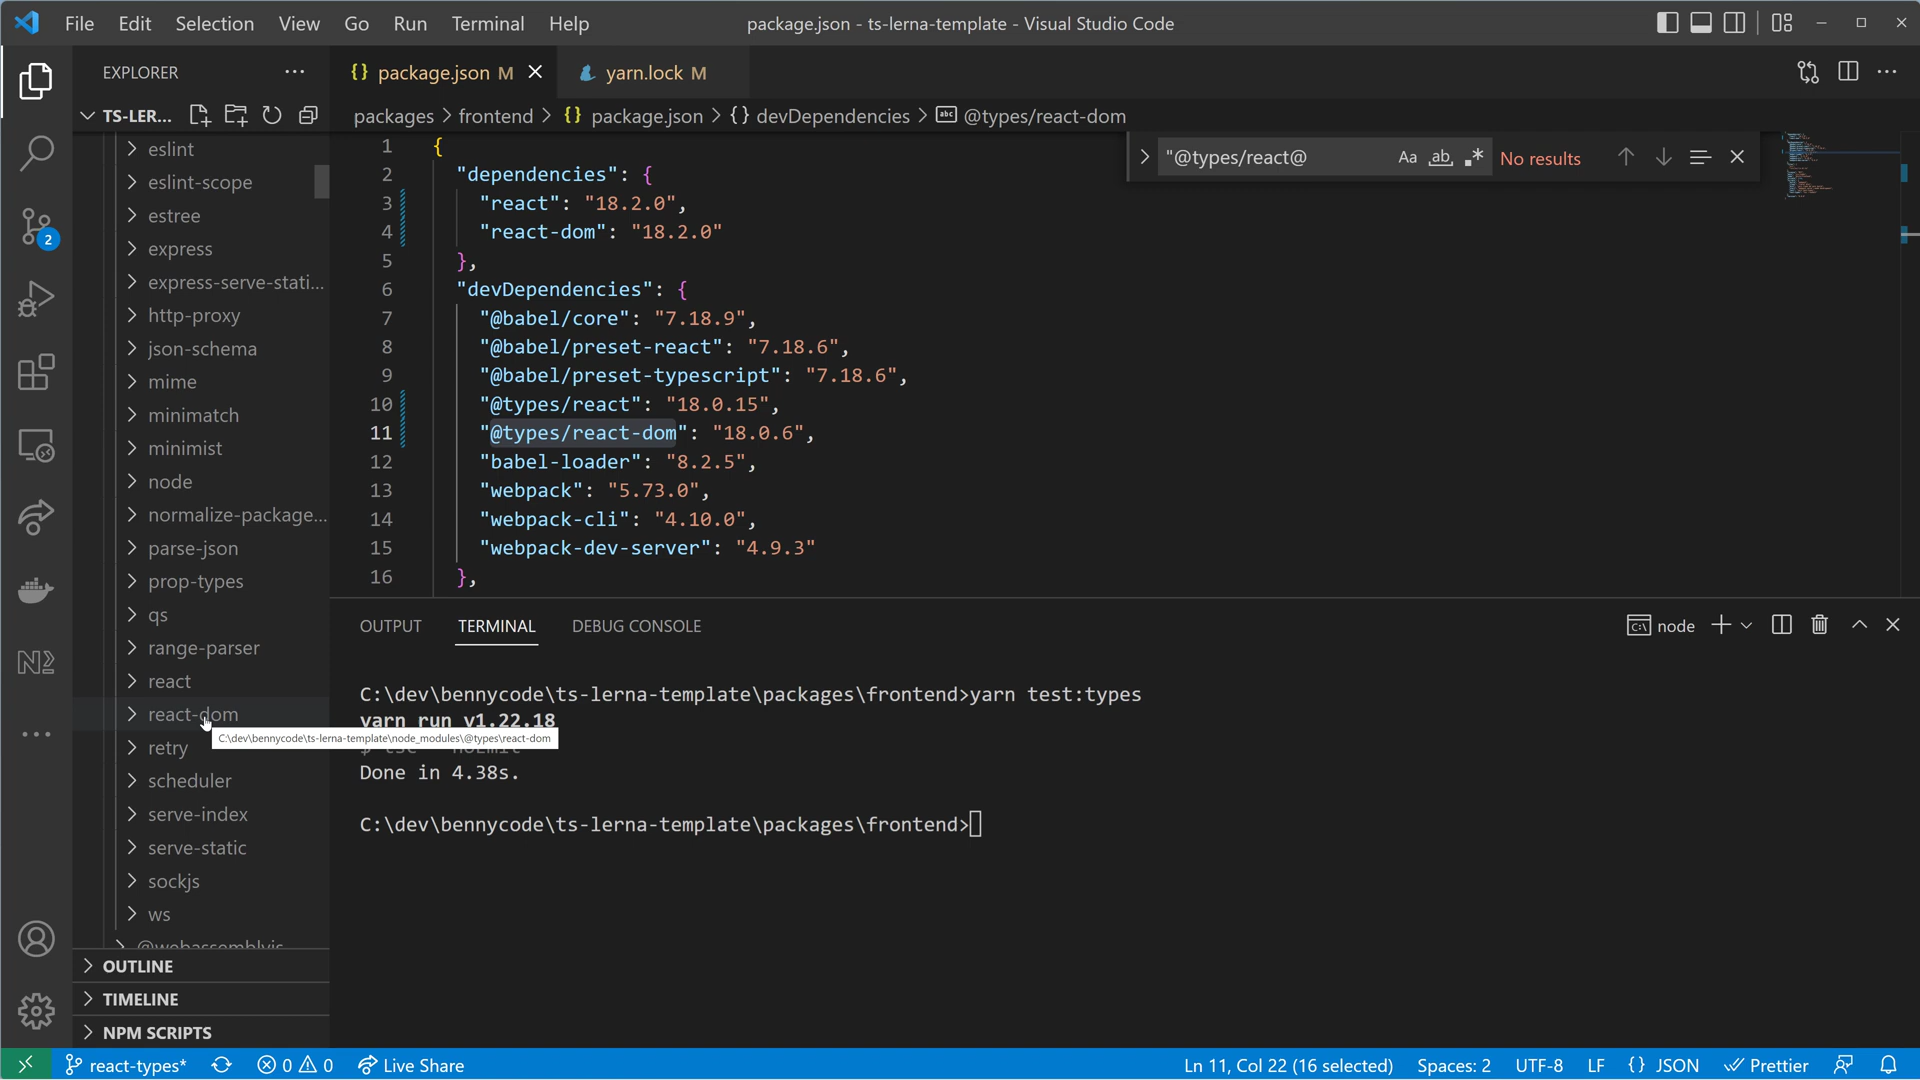 File Edit Selection View Go Run Terminal Help
package.json - ts-lerna-template - Visual Studio Code
EXPLORER
{} package.json M
yarn.lock M
TS-LER...
packages > frontend > {} package.json > {} devDependencies > abc @types/react-dom
"@types/react@
Aa ab .*
No results
eslint
eslint-scope
estree
express
express-serve-stati...
http-proxy
json-schema
mime
minimatch
minimist
node
normalize-package...
parse-json
prop-types
qs
range-parser
react
react-dom
retry
scheduler
serve-index
serve-static
sockjs
ws
@webassemblyjs
OUTLINE
TIMELINE
NPM SCRIPTS
2
1 {
2 "dependencies": {
3 "react": "18.2.0",
4 "react-dom": "18.2.0"
5 },
6 "devDependencies": {
7 "@babel/core": "7.18.9",
8 "@babel/preset-react": "7.18.6",
9 "@babel/preset-typescript": "7.18.6",
10 "@types/react": "18.0.15",
11 "@types/react-dom": "18.0.6",
12 "babel-loader": "8.2.5",
13 "webpack": "5.73.0",
14 "webpack-cli": "4.10.0",
15 "webpack-dev-server": "4.9.3"
16 },
OUTPUT TERMINAL DEBUG CONSOLE
node
C:\dev\bennycode\ts-lerna-template\packages\frontend>yarn test:types
yarn run v1.22.18
C:\dev\bennycode\ts-lerna-template\node_modules\@types\react-dom
Done in 4.38s.
C:\dev\bennycode\ts-lerna-template\packages\frontend>
react-types* 0 0 Live Share
Ln 11, Col 22 (16 selected) Spaces: 2 UTF-8 LF {} JSON Prettier